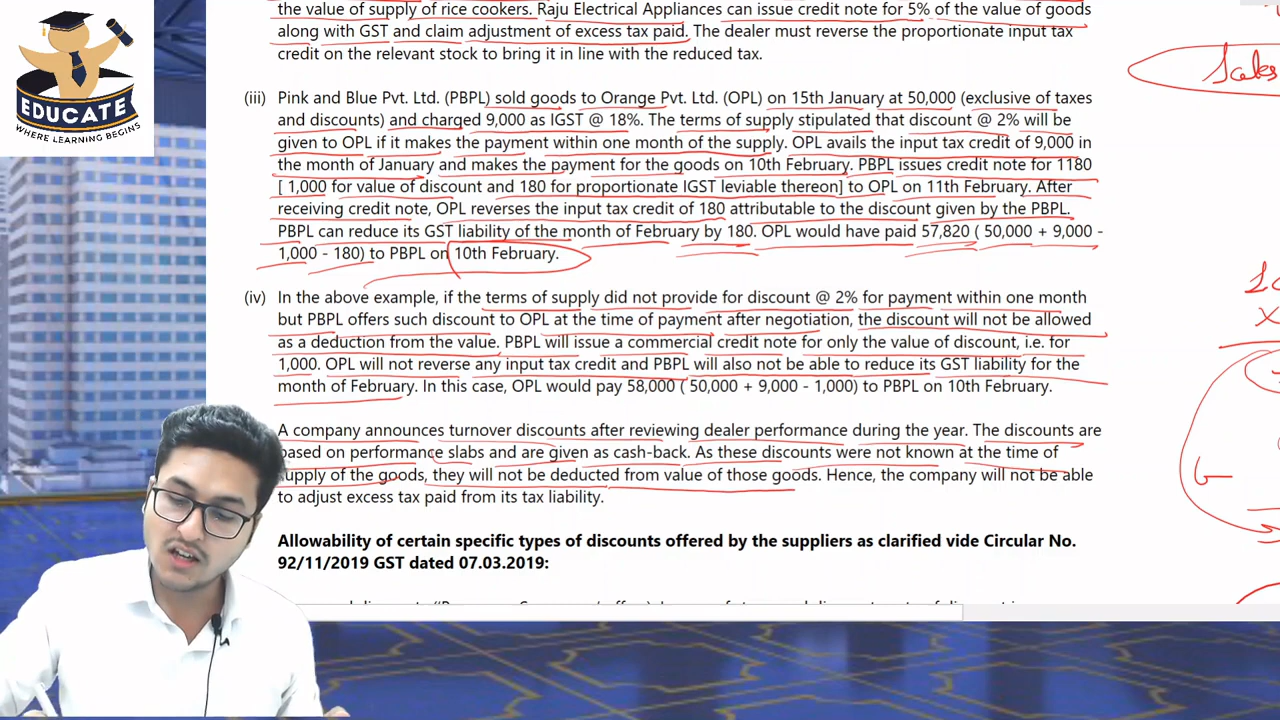 EDUCATE
WHERE LEARNING BEGINS
the value of supply of rice cookers. Raju Electrical Appliances can issue credit note for 5% of the value of goods
along with GST and claim adjustment of excess tax paid. The dealer must reverse the proportionate input tax
credit on the relevant stock to bring it in line with the reduced tax.
(iii) Pink and Blue Pvt. Ltd. (PBPL) sold goods to Orange Pvt. Ltd. (OPL) on 15th January at 50,000 (exclusive of taxes
and discounts) and charged 9,000 as IGST @ 18%. The terms of supply stipulated that discount @ 2% will be
given to OPL if it makes the payment within one month of the supply. OPL avails the input tax credit of 9,000 in
the month of January and makes the payment for the goods on 10th February. PBPL issues credit note for 1180
[ 1,000 for value of discount and 180 for proportionate IGST leviable thereon] to OPL on 11th February. After
receiving credit note, OPL reverses the input tax credit of 180 attributable to the discount given by the PBPL.
PBPL can reduce its GST liability of the month of February by 180. OPL would have paid 57,820 ( 50,000 + 9,000 -
1,000 - 180) to PBPL on 10th February.
(iv) In the above example, if the terms of supply did not provide for discount @ 2% for payment within one month
but PBPL offers such discount to OPL at the time of payment after negotiation, the discount will not be allowed
as a deduction from the value. PBPL will issue a commercial credit note for only the value of discount, i.e. for
1,000. OPL will not reverse any input tax credit and PBPL will also not be able to reduce its GST liability for the
month of February. In this case, OPL would pay 58,000 ( 50,000 + 9,000 - 1,000) to PBPL on 10th February.
A company announces turnover discounts after reviewing dealer performance during the year. The discounts are
based on performance slabs and are given as cash-back. As these discounts were not known at the time of
supply of the goods, they will not be deducted from value of those goods. Hence, the company will not be able
to adjust excess tax paid from its tax liability.
Allowability of certain specific types of discounts offered by the suppliers as clarified vide Circular No.
92/11/2019 GST dated 07.03.2019:
Sales